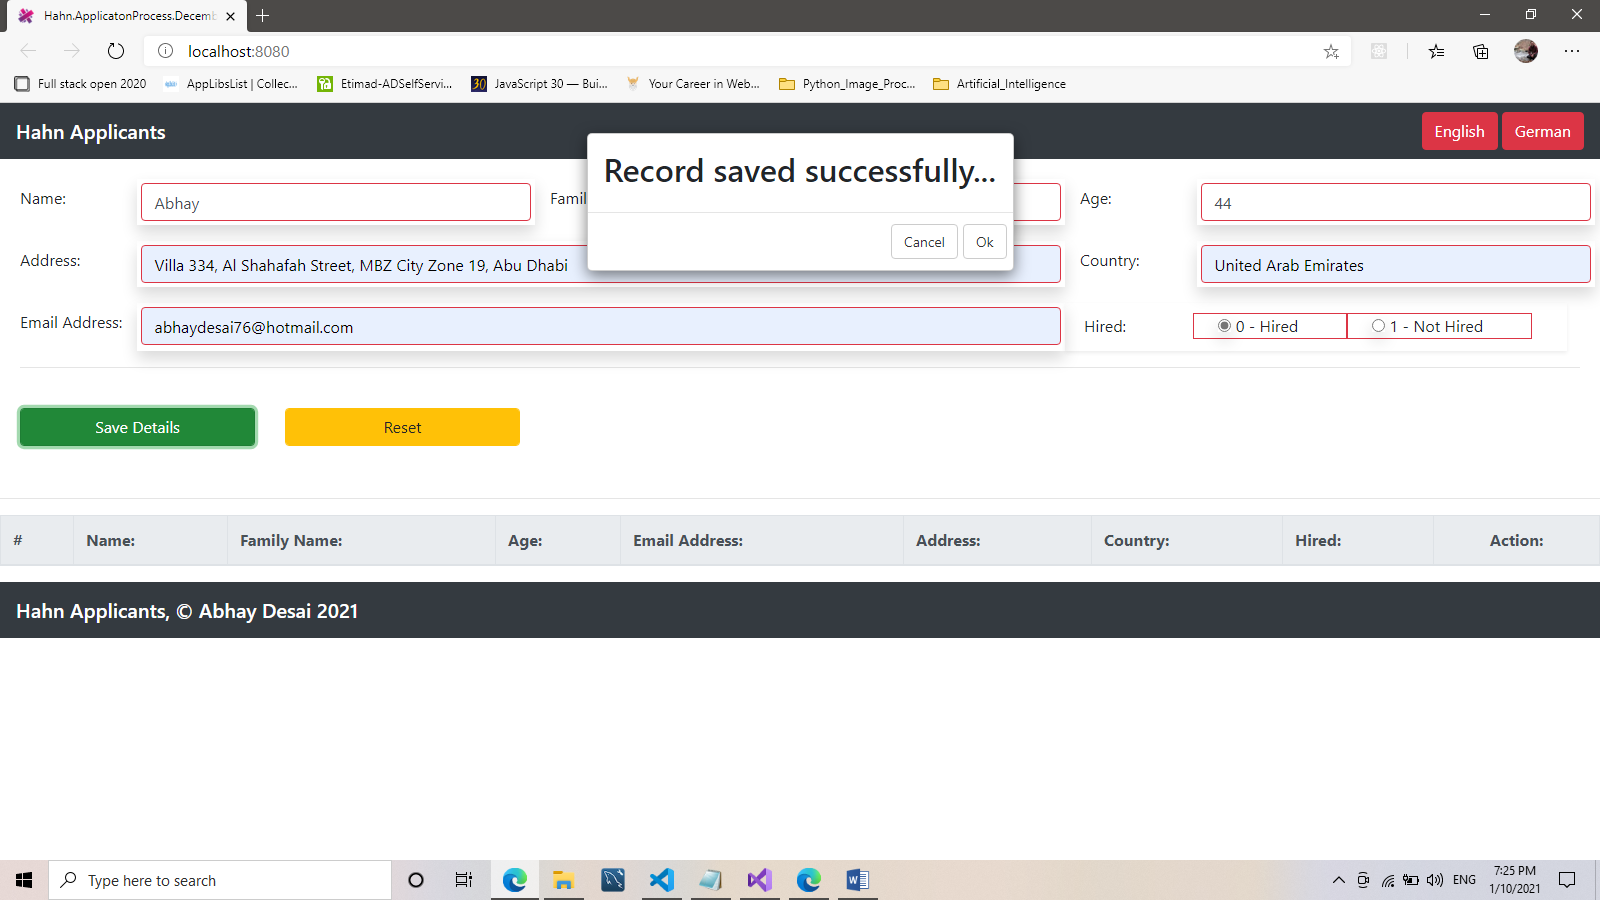 Hahn.ApplicatonProcess.Decemb
localhost:8080
Full stack open 2020
AppLibsList | Collec...
Etimad-ADSelfServi...
30
JavaScript 30 — Bui...
Your Career in Web...
Python_Image_Proc...
Artificial_Intelligence
Hahn Applicants
English
German
Record saved successfully...
Cancel
Ok
Name:
Abhay
Famil
Age:
44
Address:
Villa 334, Al Shahafah Street, MBZ City Zone 19, Abu Dhabi
Country:
United Arab Emirates
Email Address:
abhaydesai76@hotmail.com
Hired:
0 - Hired
1 - Not Hired
Save Details
Reset
# Name: Family Name: Age: Email Address: Address: Country: Hired: Action:
Hahn Applicants, © Abhay Desai 2021
Type here to search
ENG
7:25 PM
1/10/2021